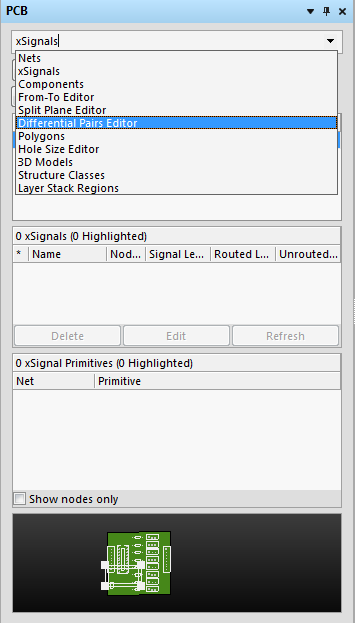 PCB
xSignals
Nets
xSignals
Components
From-To Editor
Split Plane Editor
Differential Pairs Editor
Polygons
Hole Size Editor
3D Models
Structure Classes
Layer Stack Regions
0 xSignals (0 Highlighted)
* Name Nod... Signal Le... Routed L... Unrouted...
Delete Edit Refresh
0 xSignal Primitives (0 Highlighted)
Net Primitive
Show nodes only